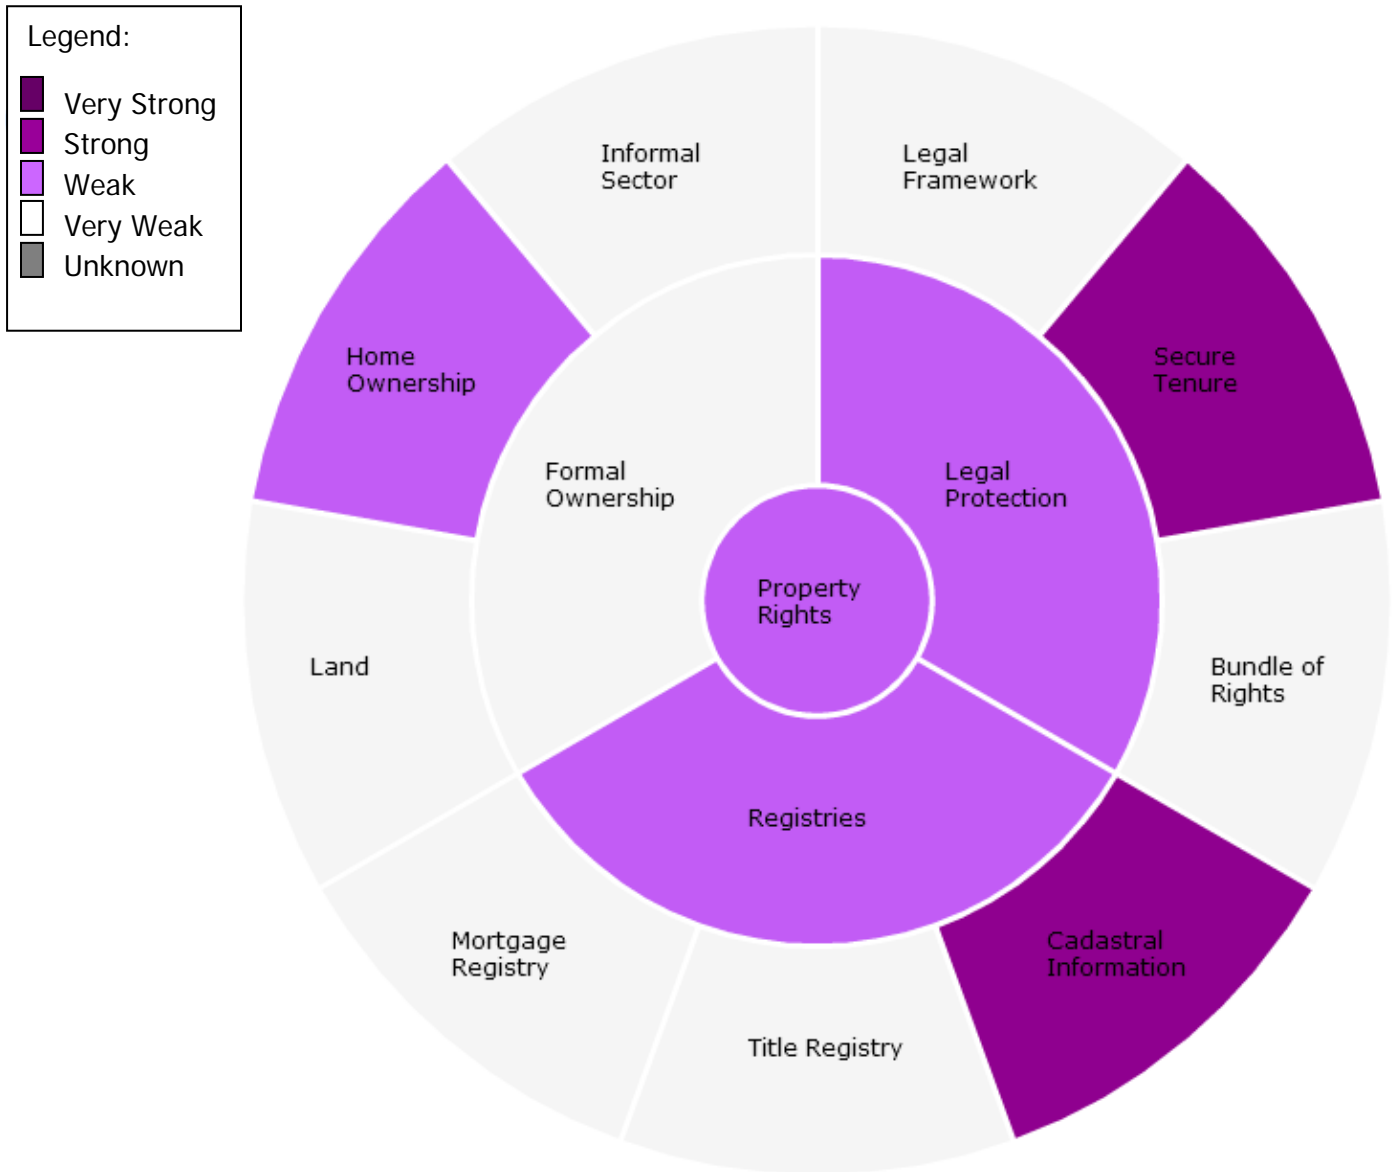 Legend:
Very Strong
Strong
Weak
Very Weak
Unknown
Informal
Sector
Legal
Framework
Home
Ownership
Secure
Tenure
Formal
Ownership
Legal
Protection
Property
Rights
Land
Bundle of
Rights
Registries
Mortgage
Registry
Cadastral
Information
Title Registry